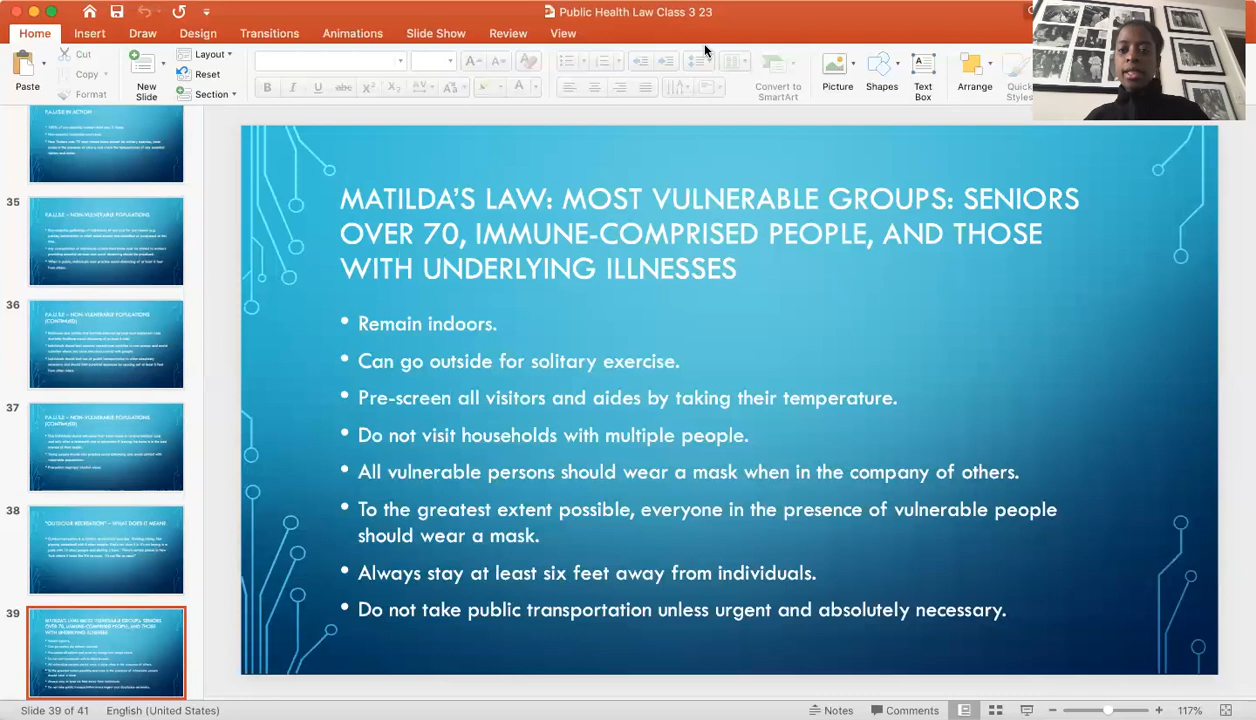 Public Health Law Class 3 23
Home Insert Draw Design Transitions Animations Slide Show Review View
Paste
Cut
Copy
Format
New
Slide
Layout
Reset
Section
Convert to
SmartArt
Picture
Shapes
Text
Box
Arrange
Quick
Styles
35
36
37
38
39
MATILDA'S LAW: MOST VULNERABLE GROUPS: SENIORS
OVER 70, IMMUNE-COMPRISED PEOPLE, AND THOSE
WITH UNDERLYING ILLNESSES
• Remain indoors.
• Can go outside for solitary exercise.
• Pre-screen all visitors and aides by taking their temperature.
• Do not visit households with multiple people.
• All vulnerable persons should wear a mask when in the company of others.
• To the greatest extent possible, everyone in the presence of vulnerable people
should wear a mask.
• Always stay at least six feet away from individuals.
• Do not take public transportation unless urgent and absolutely necessary.
Slide 39 of 41 English (United States) Notes Comments 117%